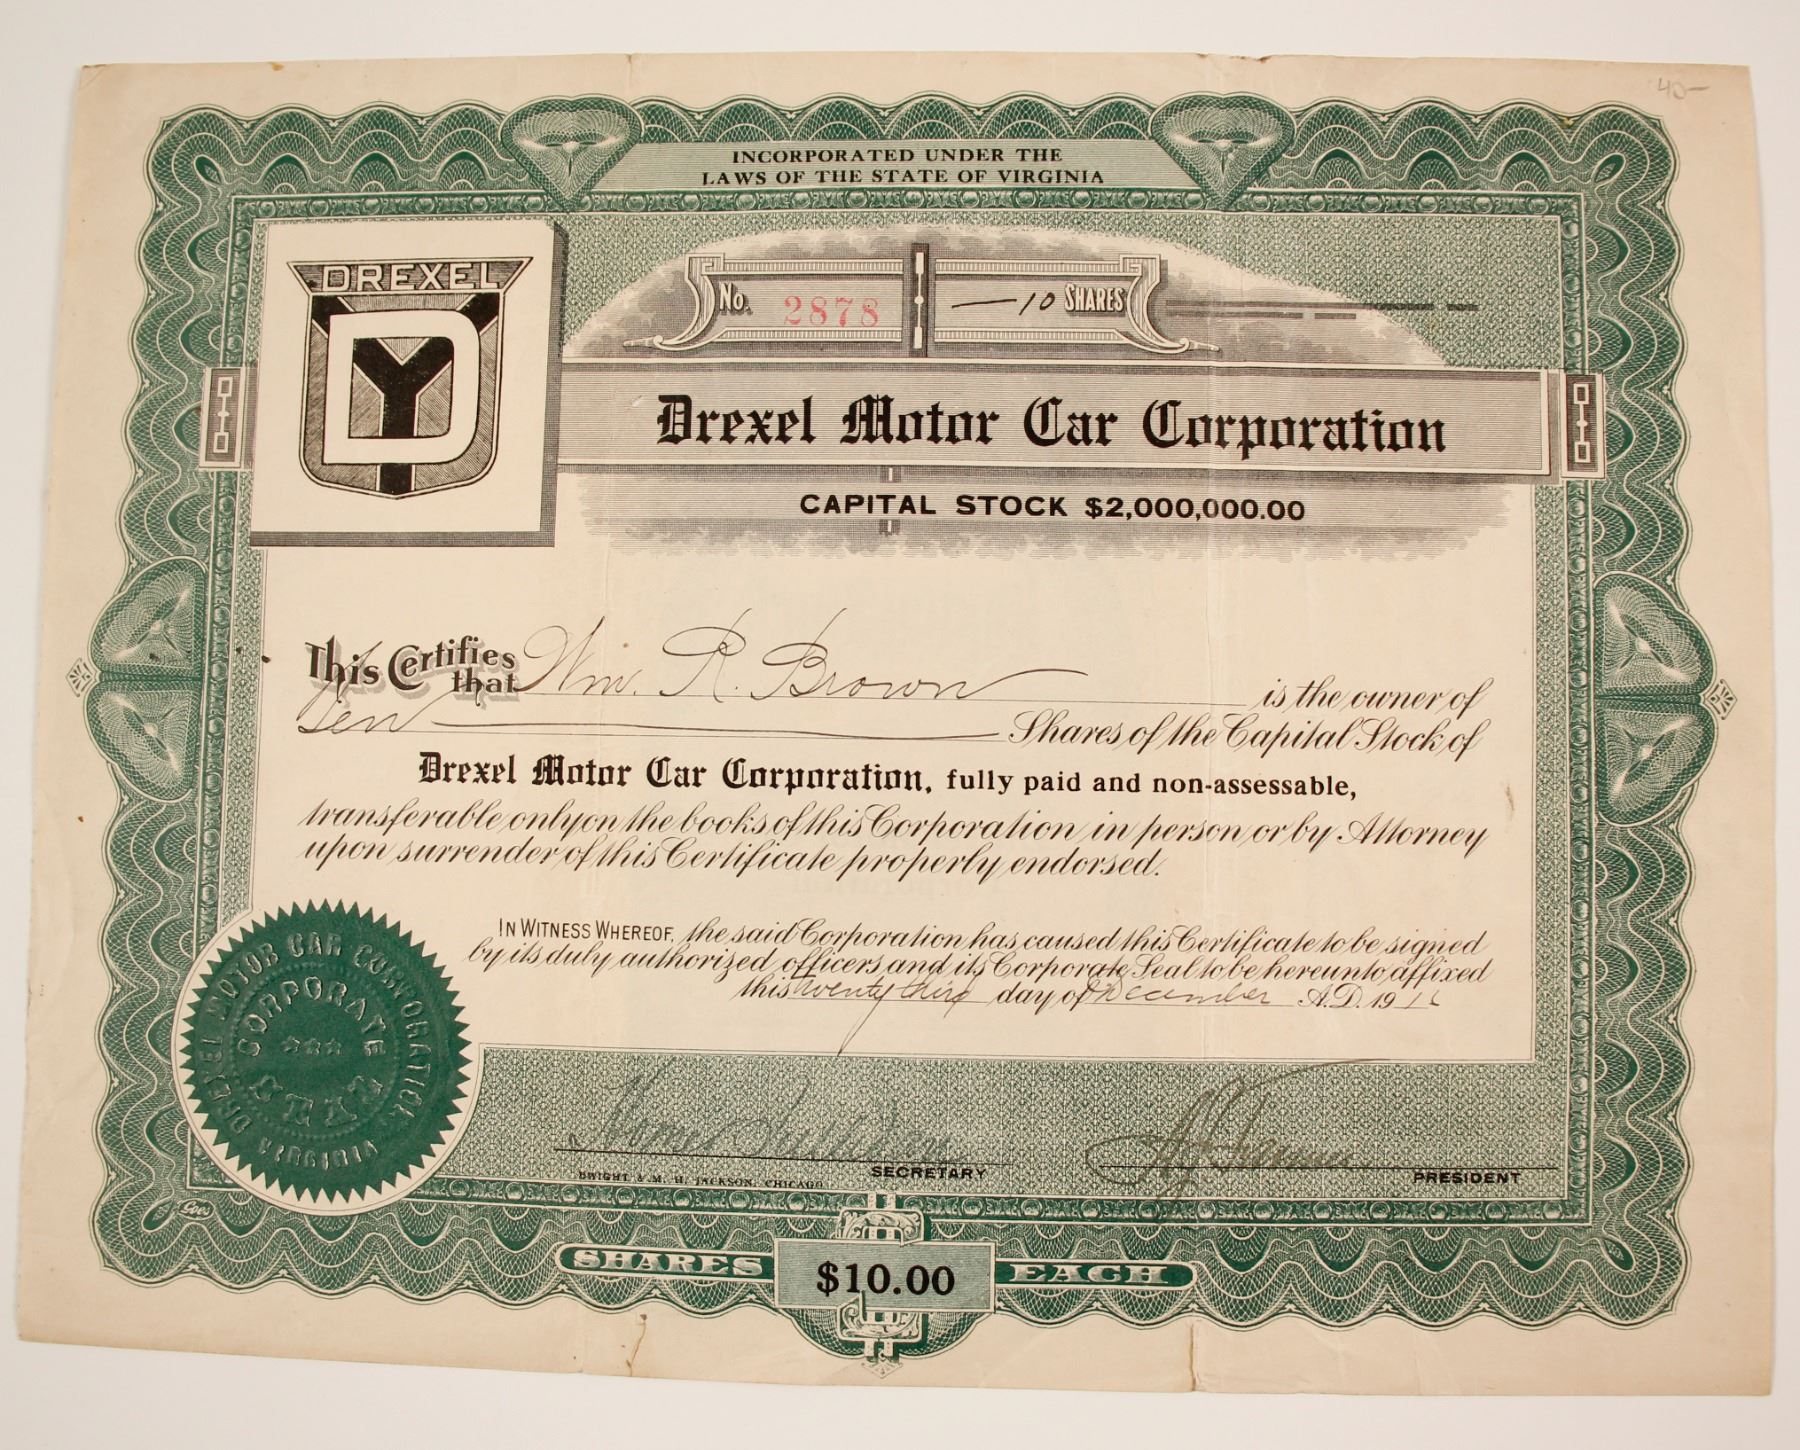 40-
INCORPORATED UNDER THE
LAWS OF THE STATE OF VIRGINIA
DREXEL
D Y
No. 2878
10 SHARES
Drexel Motor Car Corporation
CAPITAL STOCK $2,000,000.00
This Certifies that Wm. R. Brown is the owner of
Ten Shares of the Capital Stock of
Drexel Motor Car Corporation, fully paid and non-assessable,
transferable only on the books of this Corporation in person or by Attorney
upon surrender of this Certificate properly endorsed.
IN WITNESS WHEREOF, the said Corporation has caused this Certificate to be signed
by its duly authorized officers and its Corporate Seal to be hereunto affixed
this twenty third day of December A.D. 1916
DREXEL MOTOR CAR CORPORATION
CORPORATE
SEAL
VIRGINIA
Homer
SECRETARY
PRESIDENT
DWIGHT & M. H. JACKSON, CHICAGO
Goes
SHARES $10.00 EACH